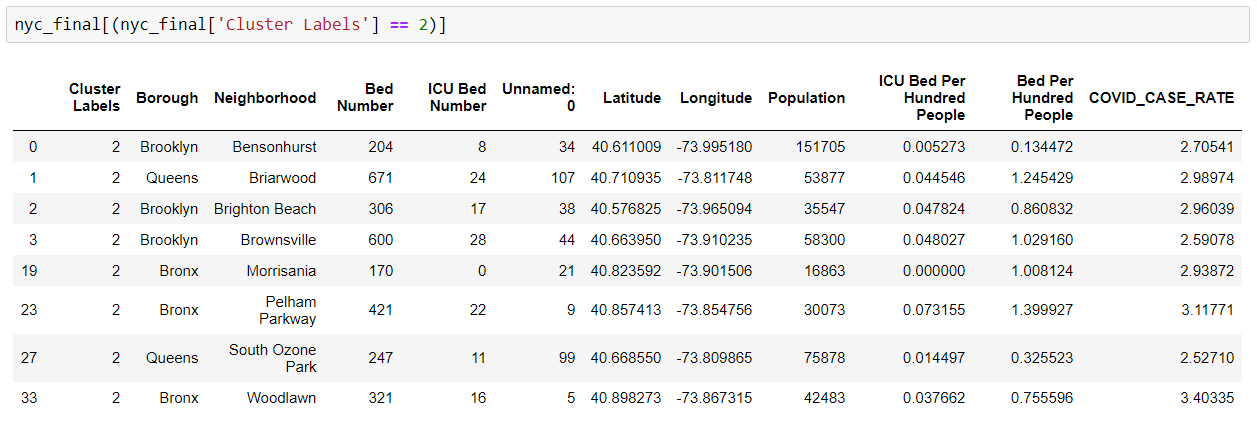 nyc_final[(nyc_final['Cluster Labels'] == 2)]
Cluster Labels Borough Neighborhood Bed Number ICU Bed Number Unnamed: 0 Latitude Longitude Population ICU Bed Per Hundred People Bed Per Hundred People COVID_CASE_RATE
0 2 Brooklyn Bensonhurst 204 8 34 40.611009 -73.995180 151705 0.005273 0.134472 2.70541
1 2 Queens Briarwood 671 24 107 40.710935 -73.811748 53877 0.044546 1.245429 2.98974
2 2 Brooklyn Brighton Beach 306 17 38 40.576825 -73.965094 35547 0.047824 0.860832 2.96039
3 2 Brooklyn Brownsville 600 28 44 40.663950 -73.910235 58300 0.048027 1.029160 2.59078
19 2 Bronx Morrisania 170 0 21 40.823592 -73.901506 16863 0.000000 1.008124 2.93872
23 2 Bronx Pelham Parkway 421 22 9 40.857413 -73.854756 30073 0.073155 1.399927 3.11771
27 2 Queens South Ozone Park 247 11 99 40.668550 -73.809865 75878 0.014497 0.325523 2.52710
33 2 Bronx Woodlawn 321 16 5 40.898273 -73.867315 42483 0.037662 0.755596 3.40335